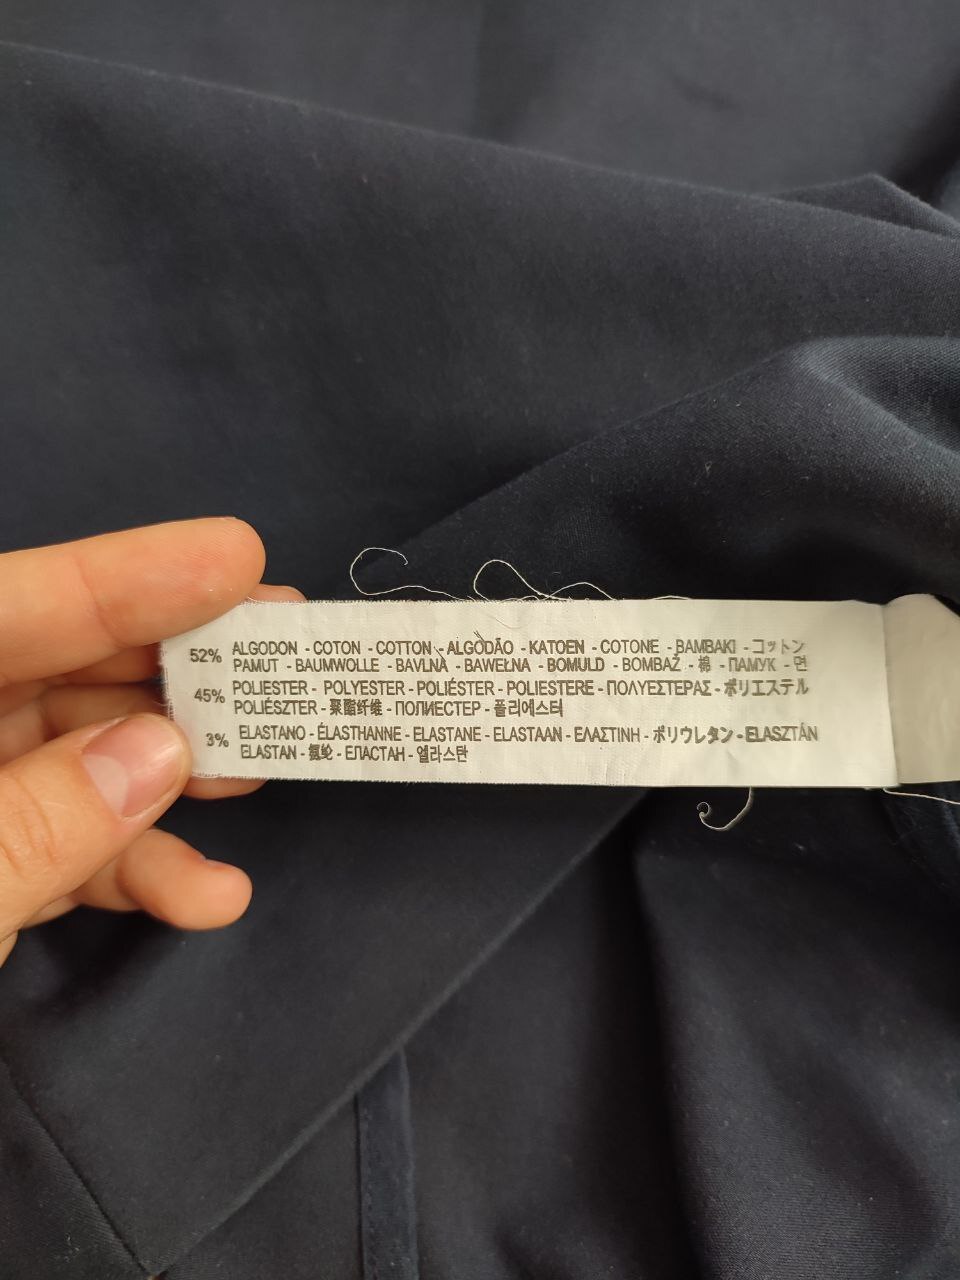 52% ALGODON - COTON - COTTON - ALGODÃO - KATOEN - COTONE - BAMBAKI - コットン
PAMUT - BAUMWOLLE - BAVLNA - BAWEŁNA - BOMULD - BOMBAŽ - 棉 - ПАМУК - 면
45% POLIESTER - POLYESTER - POLIÉSTER - POLIESTERE - ΠΟΛΥΕΣΤΕΡΑΣ - ポリエステル
POLIÉSZTER - 聚酯纤维 - ПОЛИЕСТЕР - 폴리에스터
3% ELASTANO - ÉLASTHANNE - ELASTANE - ELASTAAN - ΕΛΑΣΤΙΝΗ - ポリウレタン - ELASZTÁN
ELASTAN - 氨纶 - ЕЛАСТАН - 엘라스탄